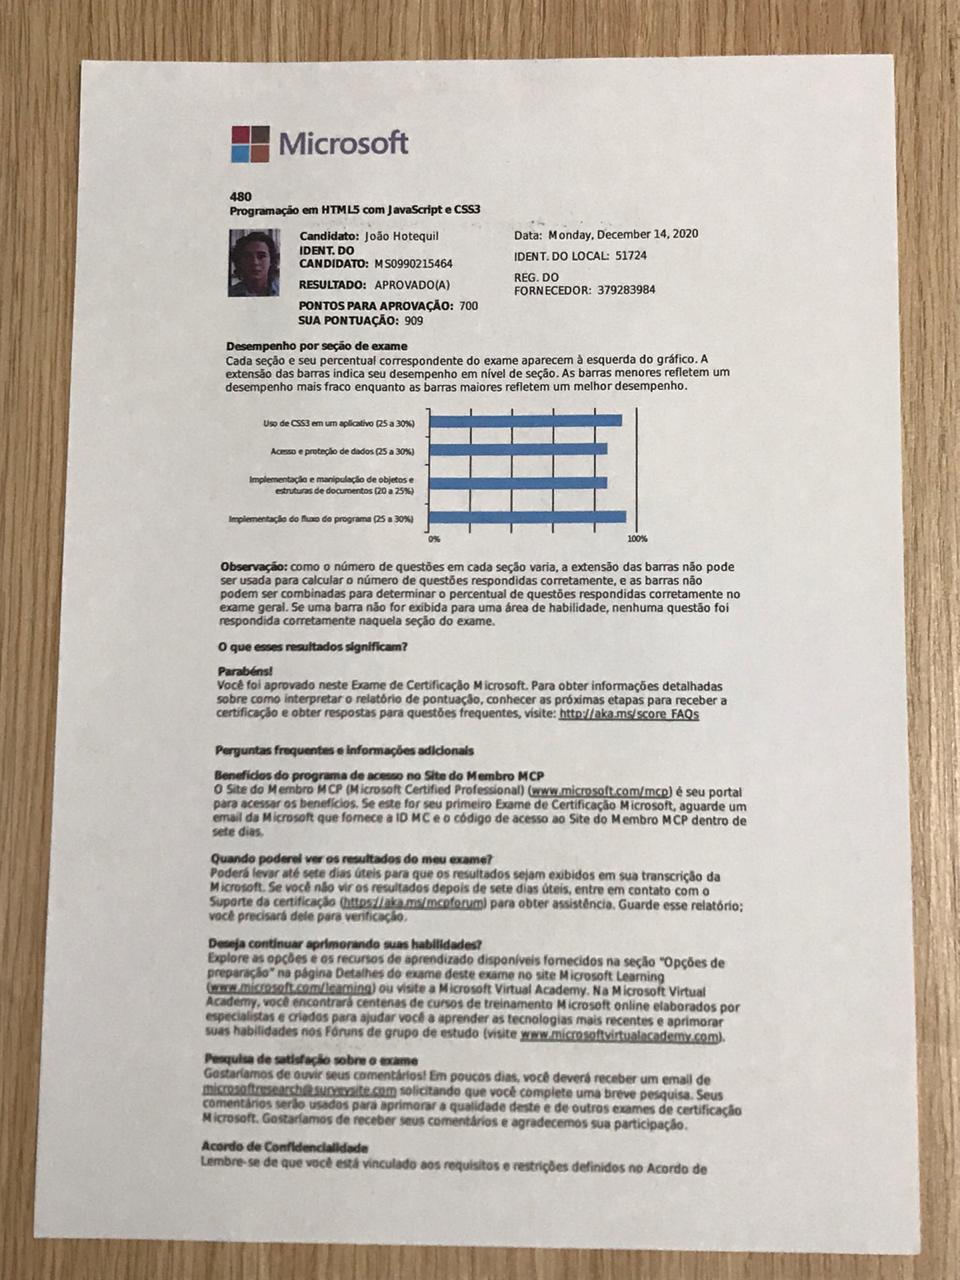 Microsoft
480
Programação em HTML5 com JavaScript e CSS3
Candidato: João Hotequil
IDENT. DO
CANDIDATO: MS0990215464
RESULTADO: APROVADO(A)
PONTOS PARA APROVAÇÃO: 700
SUA PONTUAÇÃO: 909
Data: Monday, December 14, 2020
IDENT. DO LOCAL: 51724
REG. DO
FORNECEDOR: 379283984
Desempenho por seção de exame
Cada seção e seu percentual correspondente do exame aparecem à esquerda do gráfico. A
extensão das barras indica seu desempenho em nível de seção. As barras menores refletem um
desempenho mais fraco enquanto as barras maiores refletem um melhor desempenho.
Uso de CSS3 em um aplicativo (25 a 30%)
Acesso e proteção de dados (25 a 30%)
Implementação e manipulação de objetos e
estruturas de documentos (20 a 25%)
Implementação do fluxo do programa (25 a 30%)
0%
100%
Observação: como o número de questões em cada seção varia, a extensão das barras não pode
ser usada para calcular o número de questões respondidas corretamente, e as barras não
podem ser combinadas para determinar o percentual de questões respondidas corretamente no
exame geral. Se uma barra não for exibida para uma área de habilidade, nenhuma questão foi
respondida corretamente naquela seção do exame.
O que esses resultados significam?
Parabéns!
Você foi aprovado neste Exame de Certificação Microsoft. Para obter informações detalhadas
sobre como interpretar o relatório de pontuação, conhecer as próximas etapas para receber a
certificação e obter respostas para questões frequentes, visite: http://aka.ms/score_FAQs
Perguntas frequentes e informações adicionais
Benefícios do programa de acesso no Site do Membro MCP
O Site do Membro MCP (Microsoft Certified Professional) (www.microsoft.com/mcp) é seu portal
para acessar os benefícios. Se este for seu primeiro Exame de Certificação Microsoft, aguarde um
email da Microsoft que fornece a ID MC e o código de acesso ao Site do Membro MCP dentro de
sete dias.
Quando poderei ver os resultados do meu exame?
Poderá levar até sete dias úteis para que os resultados sejam exibidos em sua transcrição da
Microsoft. Se você não vir os resultados depois de sete dias úteis, entre em contato com o
Suporte da certificação (https://aka.ms/mcpforum) para obter assistência. Guarde esse relatório;
você precisará dele para verificação.
Deseja continuar aprimorando suas habilidades?
Explore as opções e os recursos de aprendizado disponíveis fornecidos na seção "Opções de
preparação" na página Detalhes do exame deste exame no site Microsoft Learning
(www.microsoft.com/learning) ou visite a Microsoft Virtual Academy. Na Microsoft Virtual
Academy, você encontrará centenas de cursos de treinamento Microsoft online elaborados por
especialistas e criados para ajudar você a aprender as tecnologias mais recentes e aprimorar
suas habilidades nos Fóruns de grupo de estudo (visite www.microsoftvirtualacademy.com).
Pesquisa de satisfação sobre o exame
Gostaríamos de ouvir seus comentários! Em poucos dias, você deverá receber um email de
microsoftresearch@surveysite.com solicitando que você complete uma breve pesquisa. Seus
comentários serão usados para aprimorar a qualidade deste e de outros exames de certificação
Microsoft. Gostaríamos de receber seus comentários e agradecemos sua participação.
Acordo de Confidencialidade
Lembre-se de que você está vinculado aos requisitos e restrições definidos no Acordo de